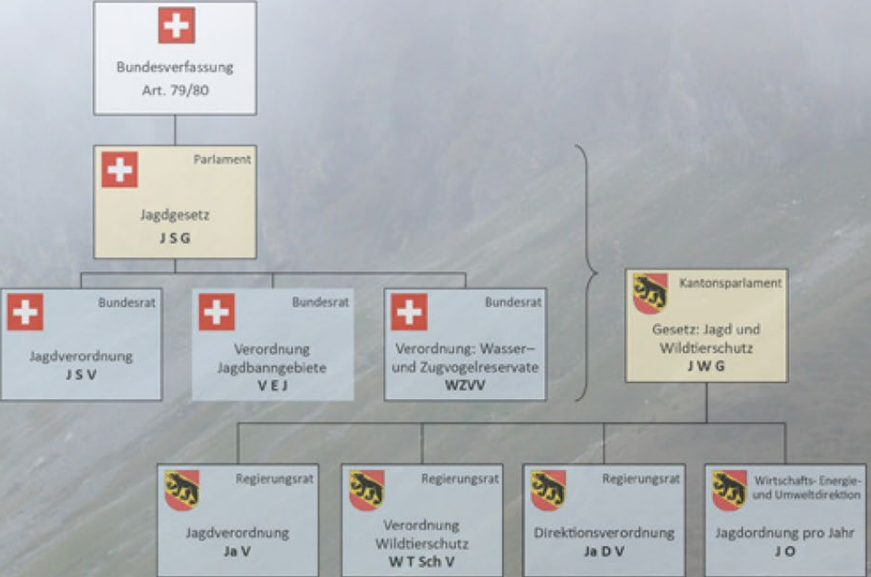 Bundesverfassung
Art. 79/80
Parlament
Jagdgesetz
J S G
Bundesrat
Jagdverordnung
J S V
Bundesrat
Verordnung
Jagdbanngebiete
V E J
Bundesrat
Verordnung: Wasser–
und Zugvogelreservate
WZVV
Kantonsparlament
Gesetz: Jagd und
Wildtierschutz
J W G
Regierungsrat
Jagdverordnung
Ja V
Regierungsrat
Verordnung
Wildtierschutz
W T Sch V
Regierungsrat
Direktionsverordnung
Ja D V
Wirtschafts- Energie-
und Umweltdirektion
Jagdordnung pro Jahr
J O